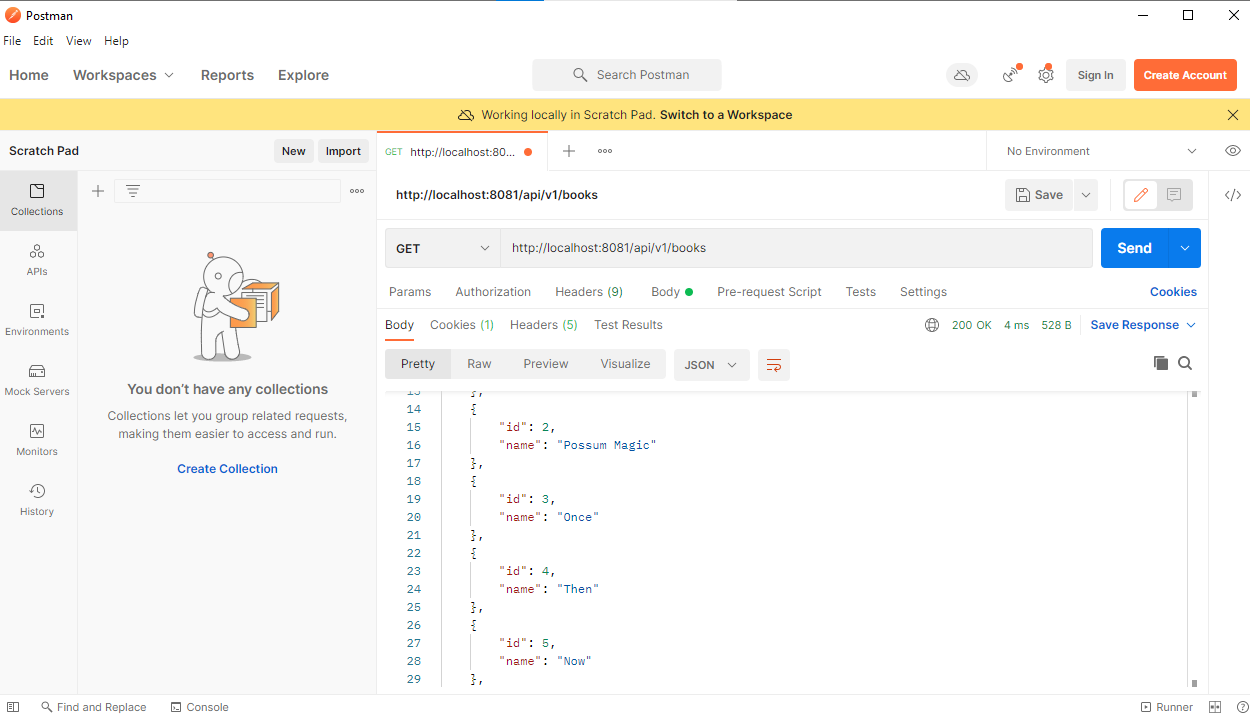 Postman
File Edit View Help
Home Workspaces Reports Explore Search Postman Sign In Create Account
Working locally in Scratch Pad. Switch to a Workspace
Scratch Pad New Import
GET http://localhost:80... No Environment
http://localhost:8081/api/v1/books Save
Collections
APIs
Environments
Mock Servers
Monitors
History
You don't have any collections
Collections let you group related requests,
making them easier to access and run.
Create Collection
GET http://localhost:8081/api/v1/books Send
Params Authorization Headers (9) Body Pre-request Script Tests Settings Cookies
Body Cookies (1) Headers (5) Test Results 200 OK 4 ms 528 B Save Response
Pretty Raw Preview Visualize JSON
13 },
14 {
15 "id": 2,
16 "name": "Possum Magic"
17 },
18 {
19 "id": 3,
20 "name": "Once"
21 },
22 {
23 "id": 4,
24 "name": "Then"
25 },
26 {
27 "id": 5,
28 "name": "Now"
29 },
Find and Replace Console Runner